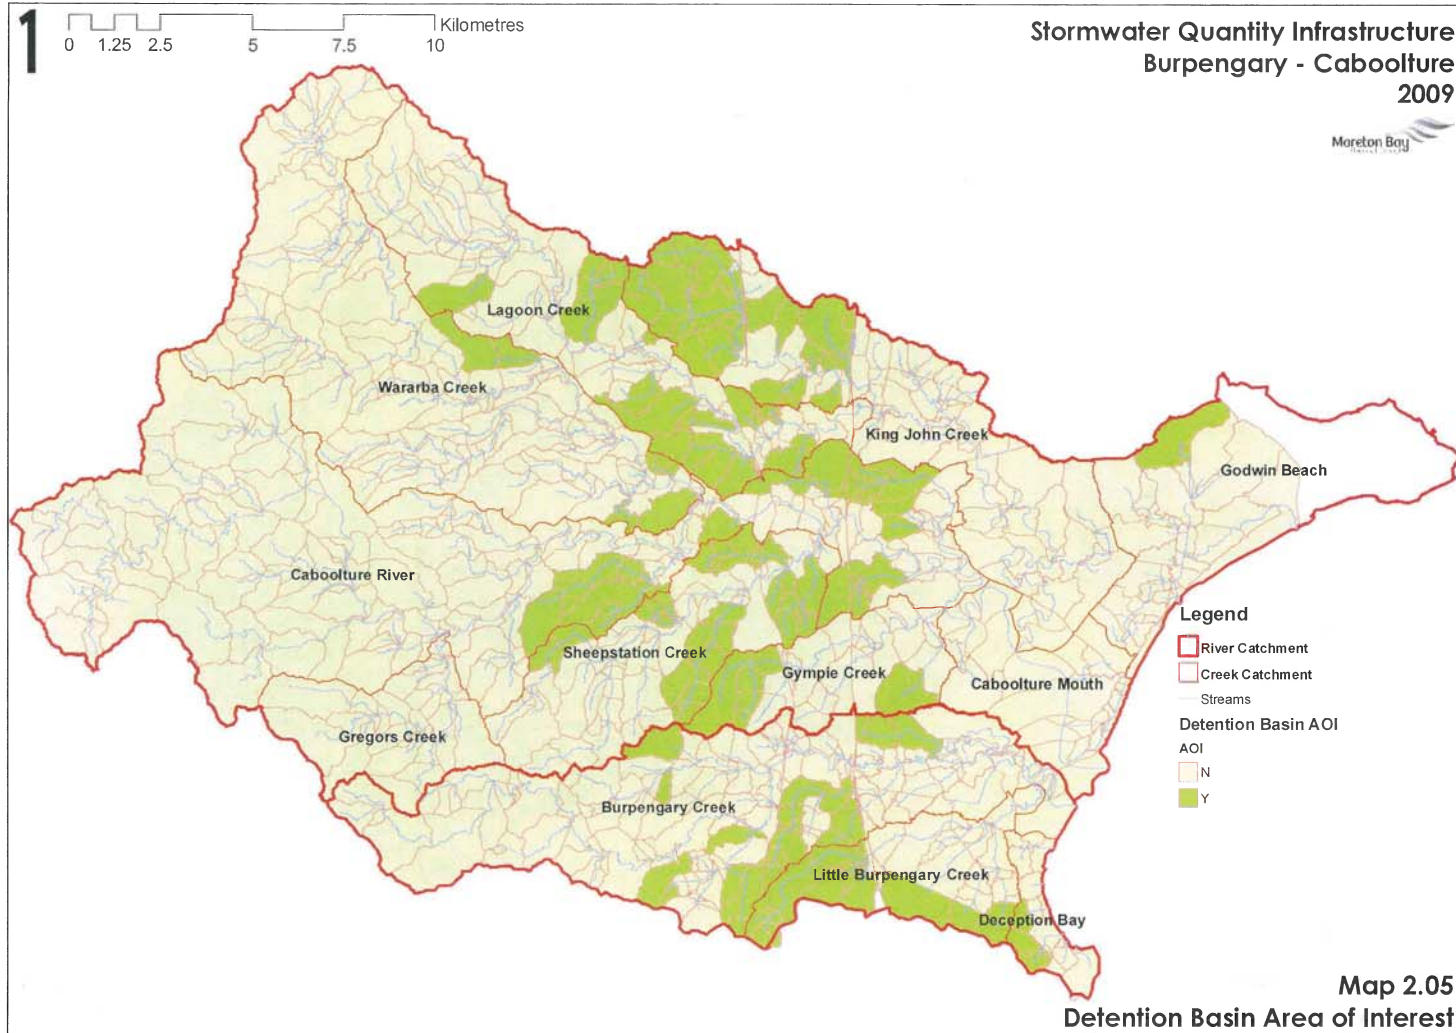 1
Kilometres
0 1.25 2.5 5 7.5 10
Stormwater Quantity Infrastructure
Burpengary - Caboolture
2009
Moreton Bay
Lagoon Creek
Wararba Creek
King John Creek
Godwin Beach
Caboolture River
Sheepstation Creek
Gympie Creek
Caboolture Mouth
Gregors Creek
Burpengary Creek
Little Burpengary Creek
Deception Bay
Legend
River Catchment
Creek Catchment
Streams
Detention Basin AOI
AOI
N
Y
Map 2.05
Detention Basin Area of Interest